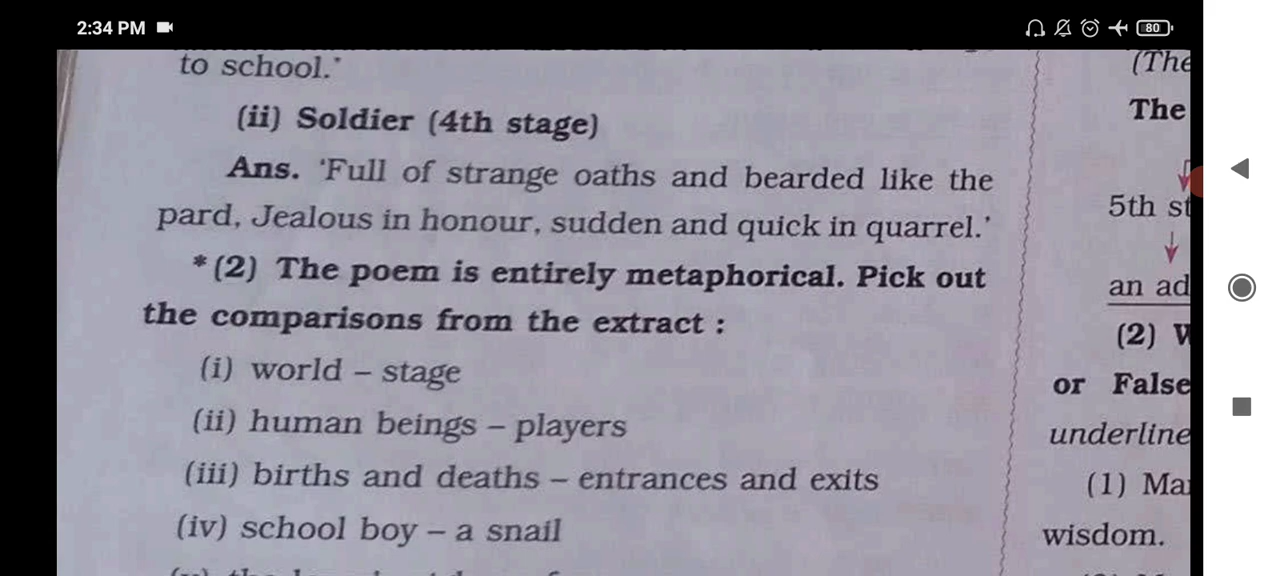 2:34 PM
80
to school.'
(ii) Soldier (4th stage)
Ans. 'Full of strange oaths and bearded like the
pard, Jealous in honour, sudden and quick in quarrel.'
*(2) The poem is entirely metaphorical. Pick out
the comparisons from the extract :
(i) world – stage
(ii) human beings – players
(iii) births and deaths – entrances and exits
(iv) school boy – a snail
(The
The
5th st
an ad
(2) W
or False
underline
(1) Ma
wisdom.